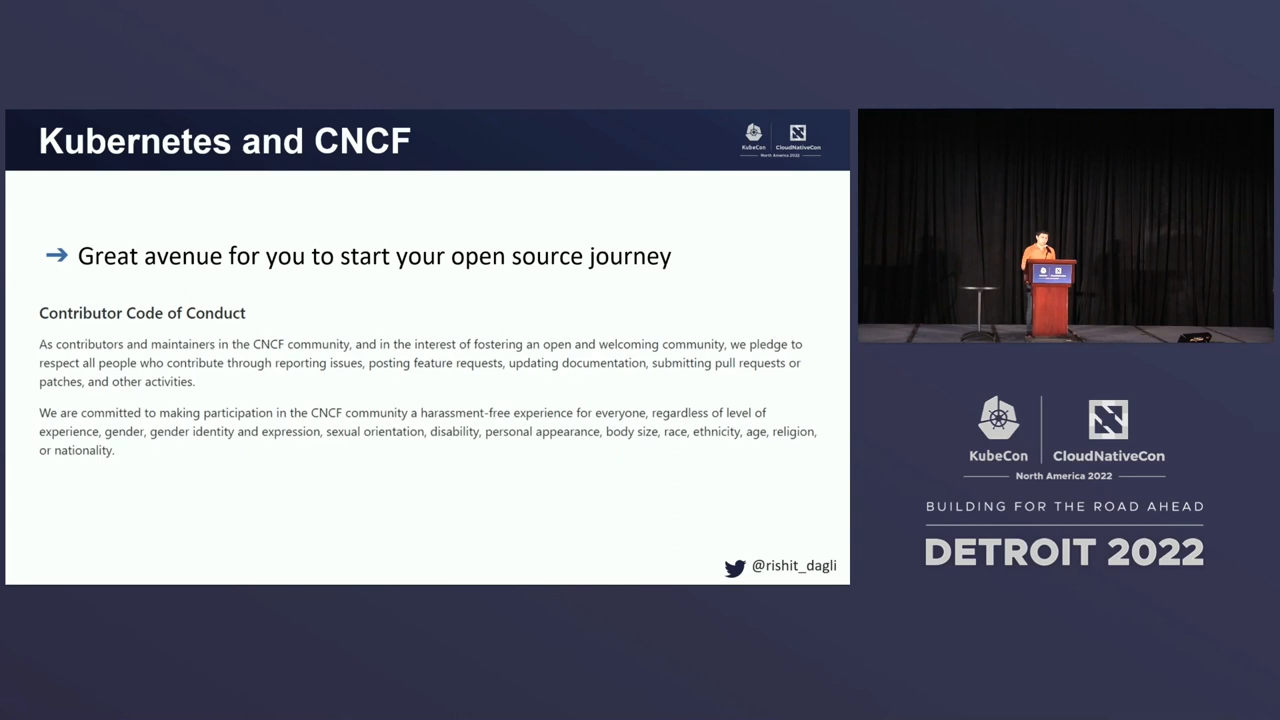 Kubernetes and CNCF
KubeCon
CloudNativeCon
North America 2022
➔ Great avenue for you to start your open source journey
Contributor Code of Conduct
As contributors and maintainers in the CNCF community, and in the interest of fostering an open and welcoming community, we pledge to
respect all people who contribute through reporting issues, posting feature requests, updating documentation, submitting pull requests or
patches, and other activities.
We are committed to making participation in the CNCF community a harassment-free experience for everyone, regardless of level of
experience, gender, gender identity and expression, sexual orientation, disability, personal appearance, body size, race, ethnicity, age, religion,
or nationality.
@rishit_dagli
KubeCon
CloudNativeCon
North America 2022
BUILDING FOR THE ROAD AHEAD
DETROIT 2022